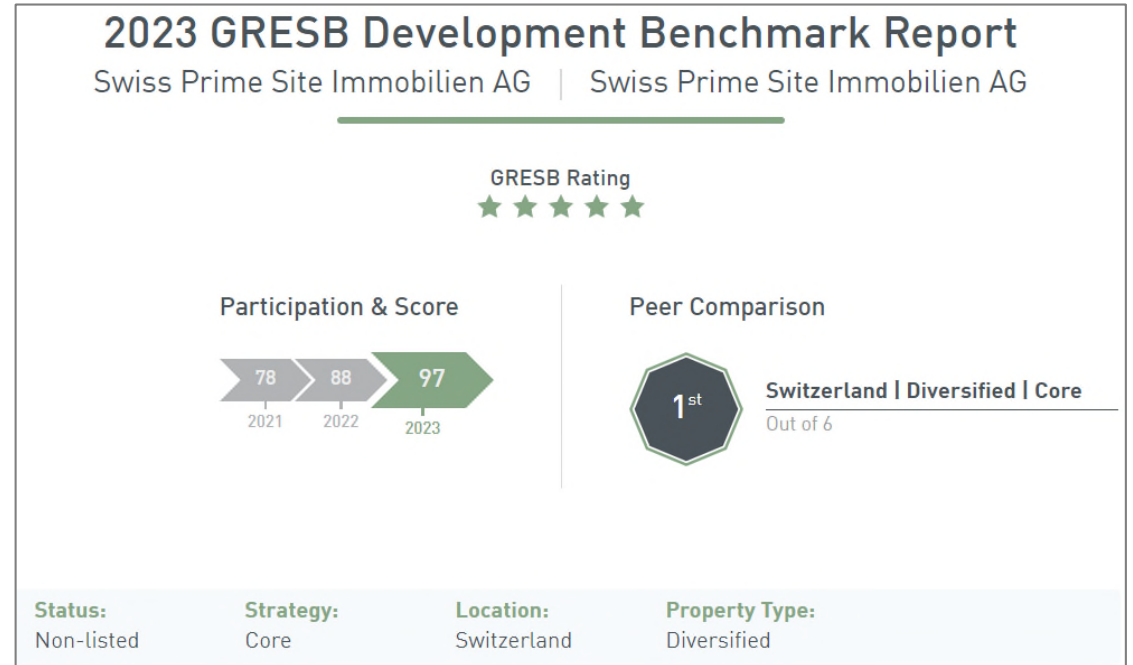 2023 GRESB Development Benchmark Report
Swiss Prime Site Immobilien AG | Swiss Prime Site Immobilien AG
GRESB Rating
Participation & Score
78 88 97
2021 2022 2023
Peer Comparison
1st
Switzerland | Diversified | Core
Out of 6
Status: Strategy: Location: Property Type:
Non-listed Core Switzerland Diversified